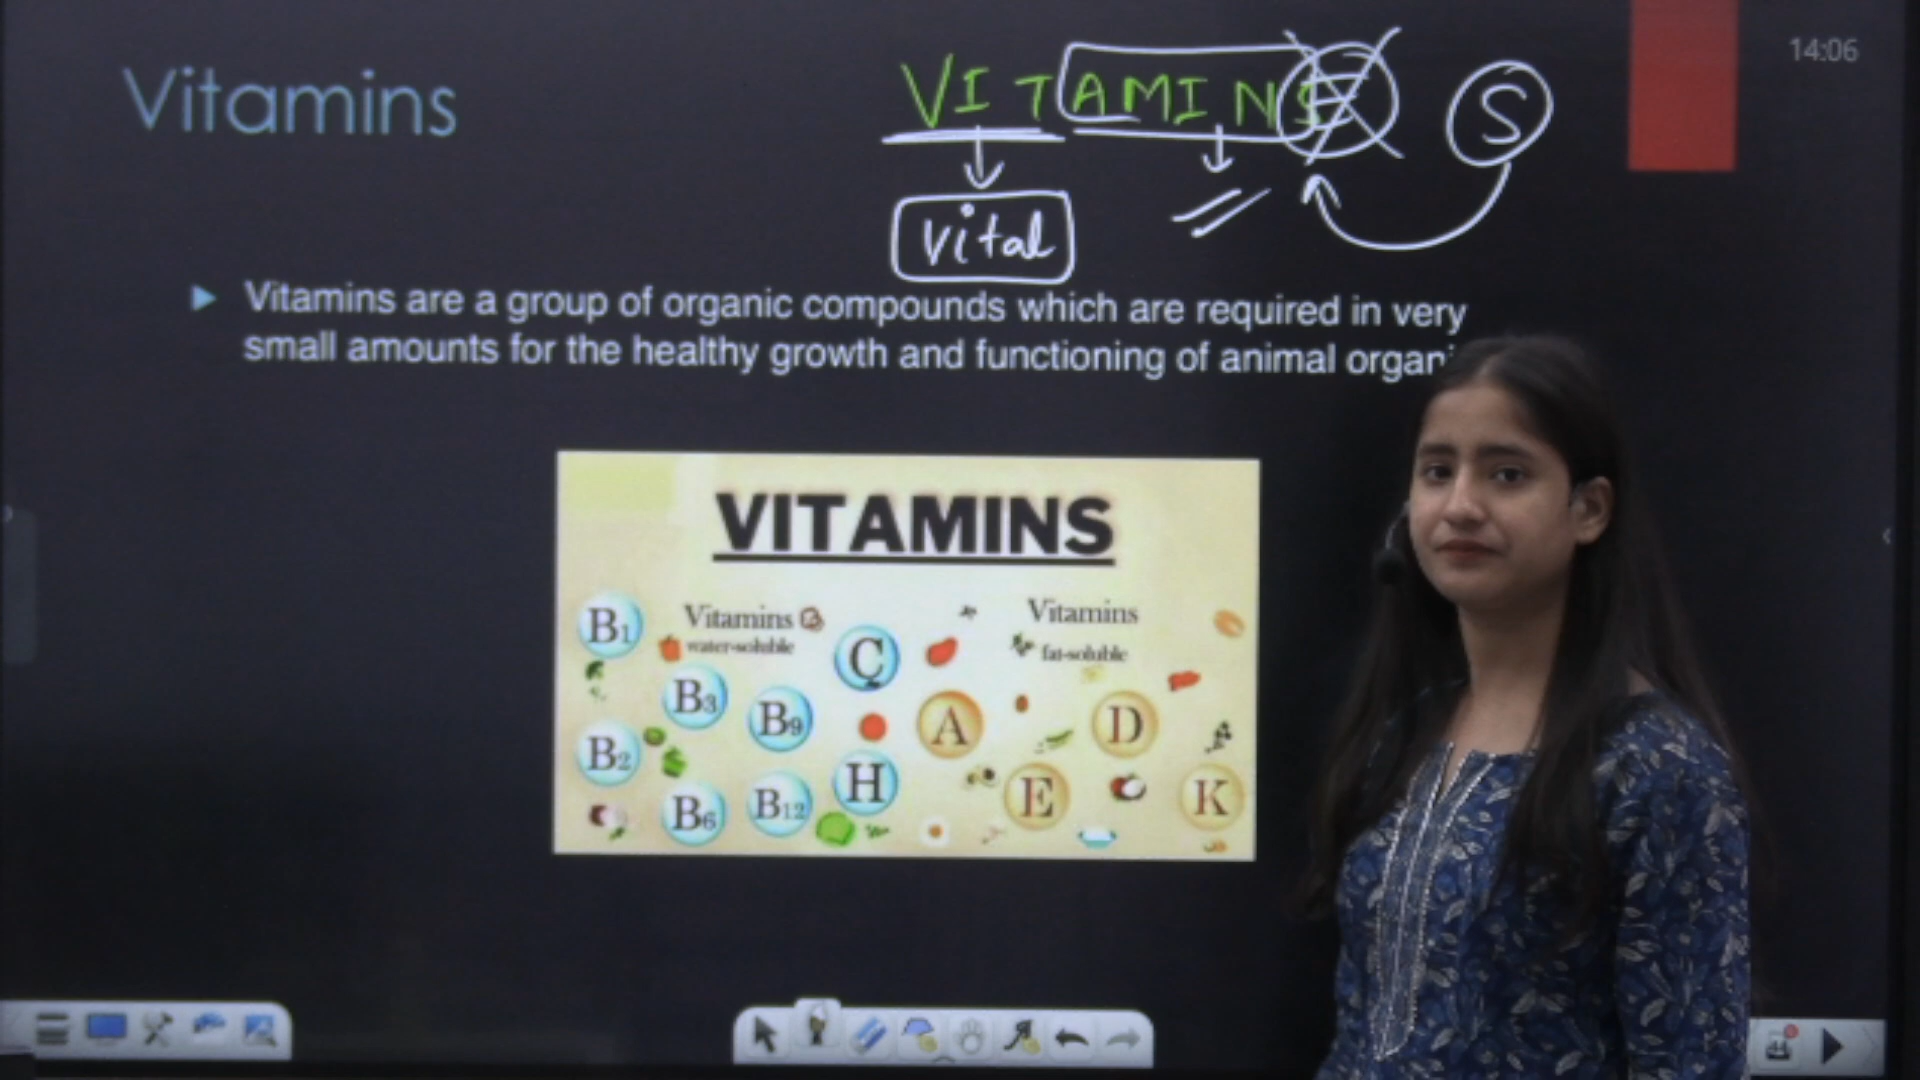 Vitamins
VITAMINS
E
S
14:06
vital
Vitamins are a group of organic compounds which are required in very
small amounts for the healthy growth and functioning of animal organi
VITAMINS
Vitamins
water-soluble
Vitamins
fat-soluble
B1
C
B3
B9
A
D
B2
H
E
K
B6
B12